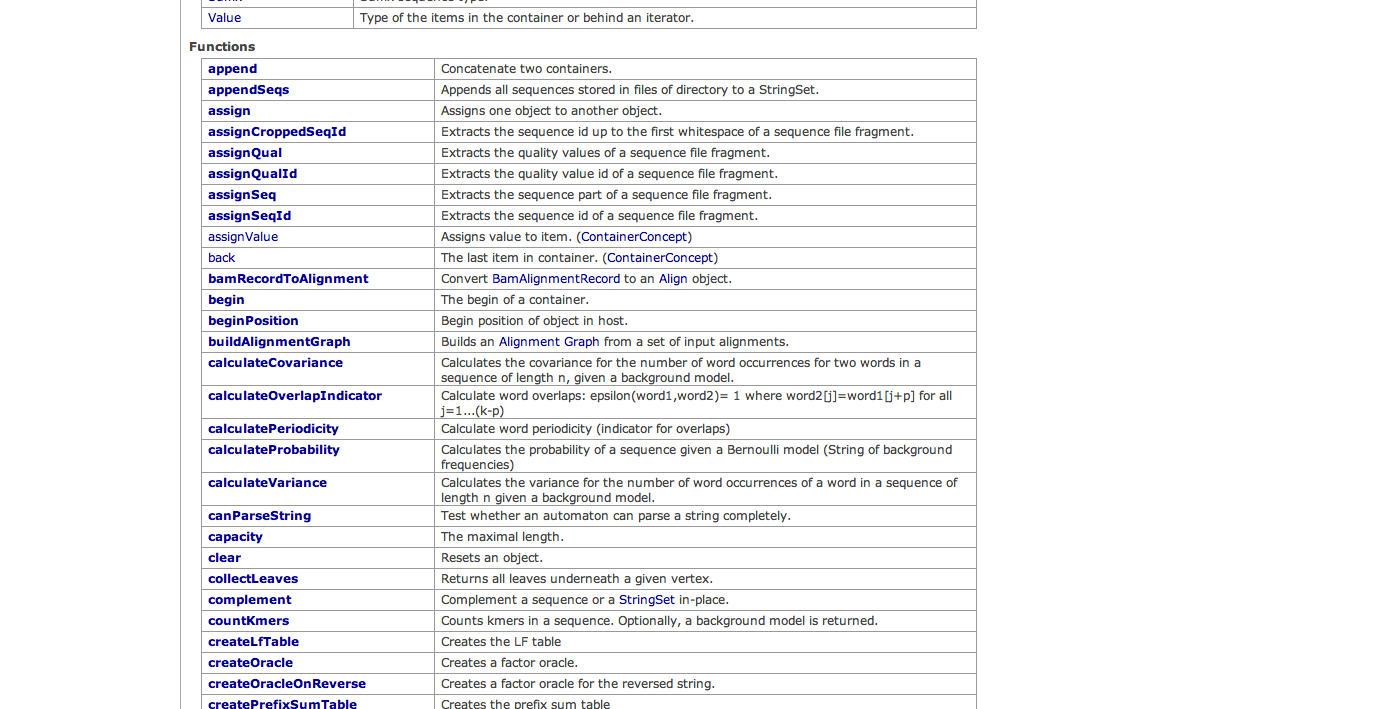 Value Type of the items in the container or behind an iterator.
Functions
append Concatenate two containers.
appendSeqs Appends all sequences stored in files of directory to a StringSet.
assign Assigns one object to another object.
assignCroppedSeqId Extracts the sequence id up to the first whitespace of a sequence file fragment.
assignQual Extracts the quality values of a sequence file fragment.
assignQualId Extracts the quality value id of a sequence file fragment.
assignSeq Extracts the sequence part of a sequence file fragment.
assignSeqId Extracts the sequence id of a sequence file fragment.
assignValue Assigns value to item. (ContainerConcept)
back The last item in container. (ContainerConcept)
bamRecordToAlignment Convert BamAlignmentRecord to an Align object.
begin The begin of a container.
beginPosition Begin position of object in host.
buildAlignmentGraph Builds an Alignment Graph from a set of input alignments.
calculateCovariance Calculates the covariance for the number of word occurrences for two words in a
sequence of length n, given a background model.
calculateOverlapIndicator Calculate word overlaps: epsilon(word1,word2)= 1 where word2[j]=word1[j+p] for all
j=1...(k-p)
calculatePeriodicity Calculate word periodicity (indicator for overlaps)
calculateProbability Calculates the probability of a sequence given a Bernoulli model (String of background
frequencies)
calculateVariance Calculates the variance for the number of word occurrences of a word in a sequence of
length n given a background model.
canParseString Test whether an automaton can parse a string completely.
capacity The maximal length.
clear Resets an object.
collectLeaves Returns all leaves underneath a given vertex.
complement Complement a sequence or a StringSet in-place.
countKmers Counts kmers in a sequence. Optionally, a background model is returned.
createLfTable Creates the LF table
createOracle Creates a factor oracle.
createOracleOnReverse Creates a factor oracle for the reversed string.
createPrefixSumTable Creates the prefix sum table